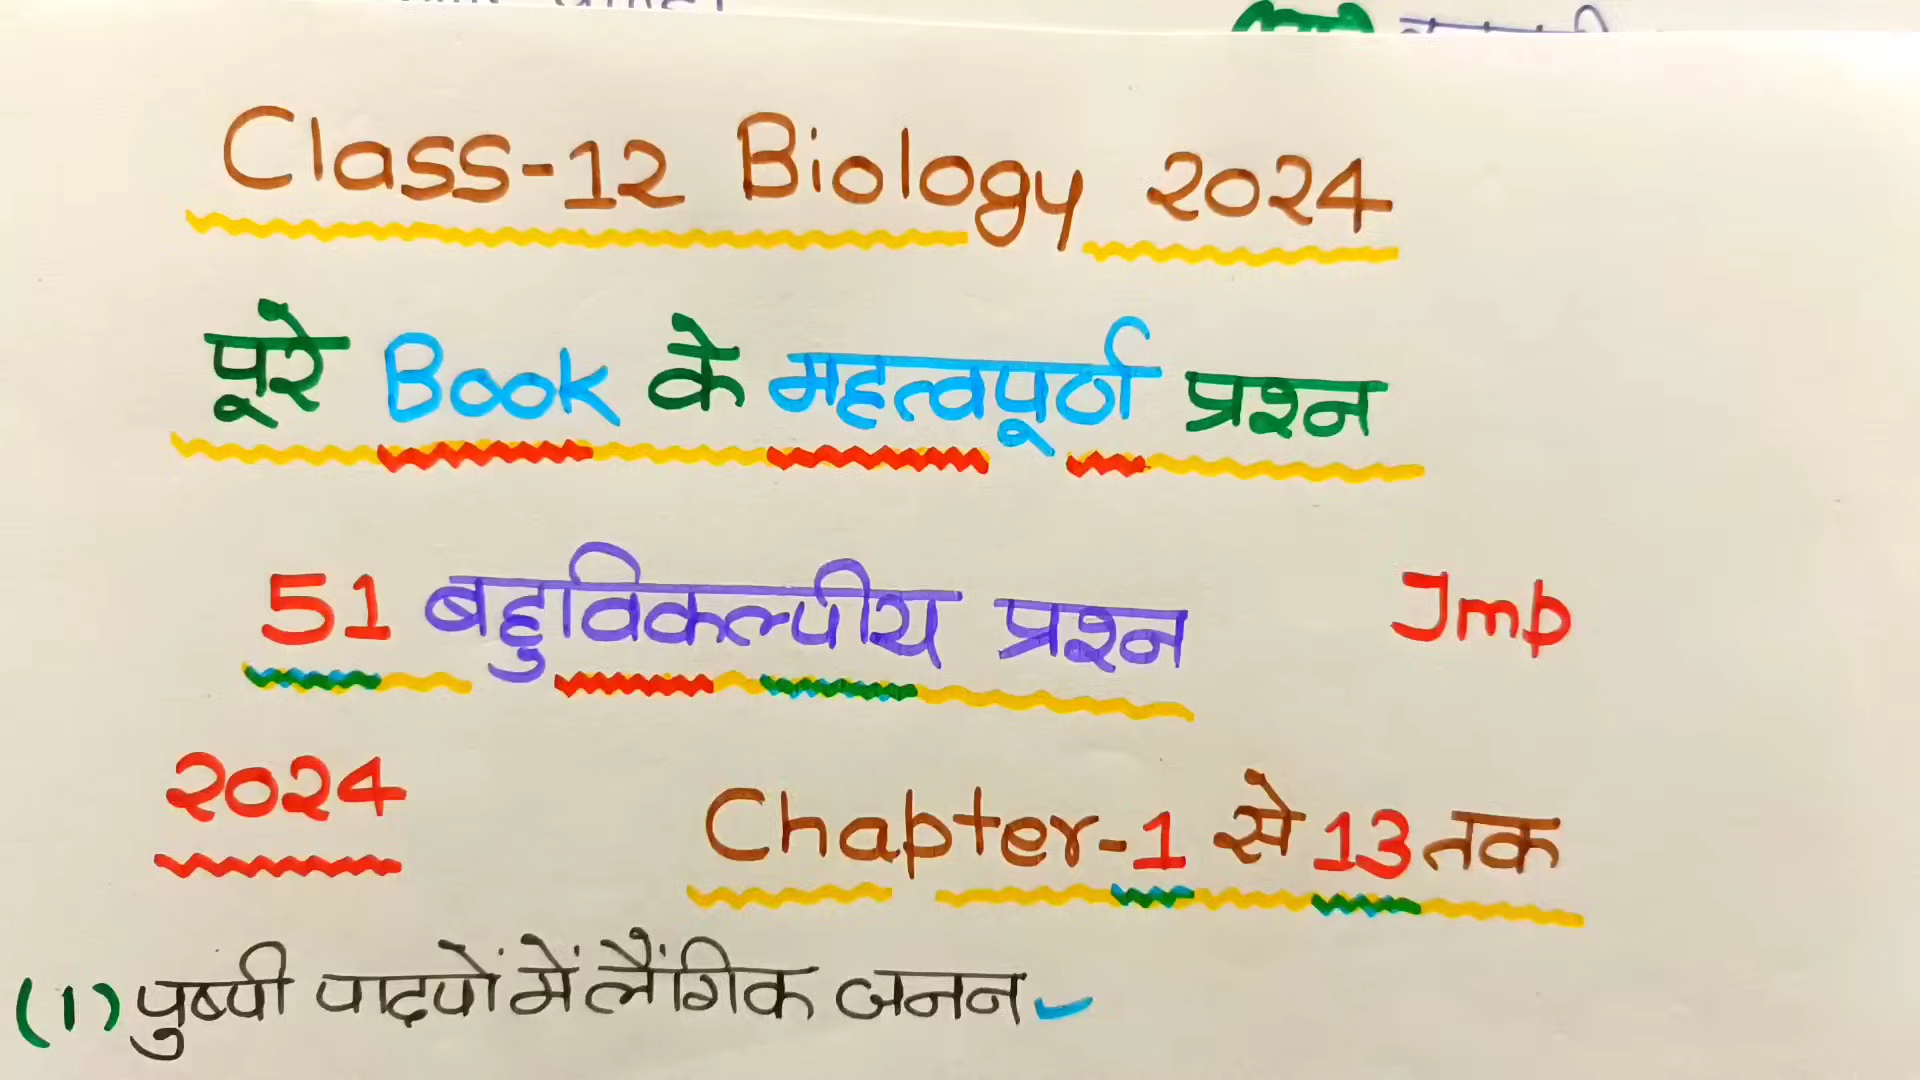 Class-12 Biology 2024
पूरे Book के महत्वपूर्ण प्रश्न
51 बहुविकल्पीय प्रश्न Imp
2024 Chapter-1 से 13 तक
(1) पुष्पी पादपों में लैंगिक जनन